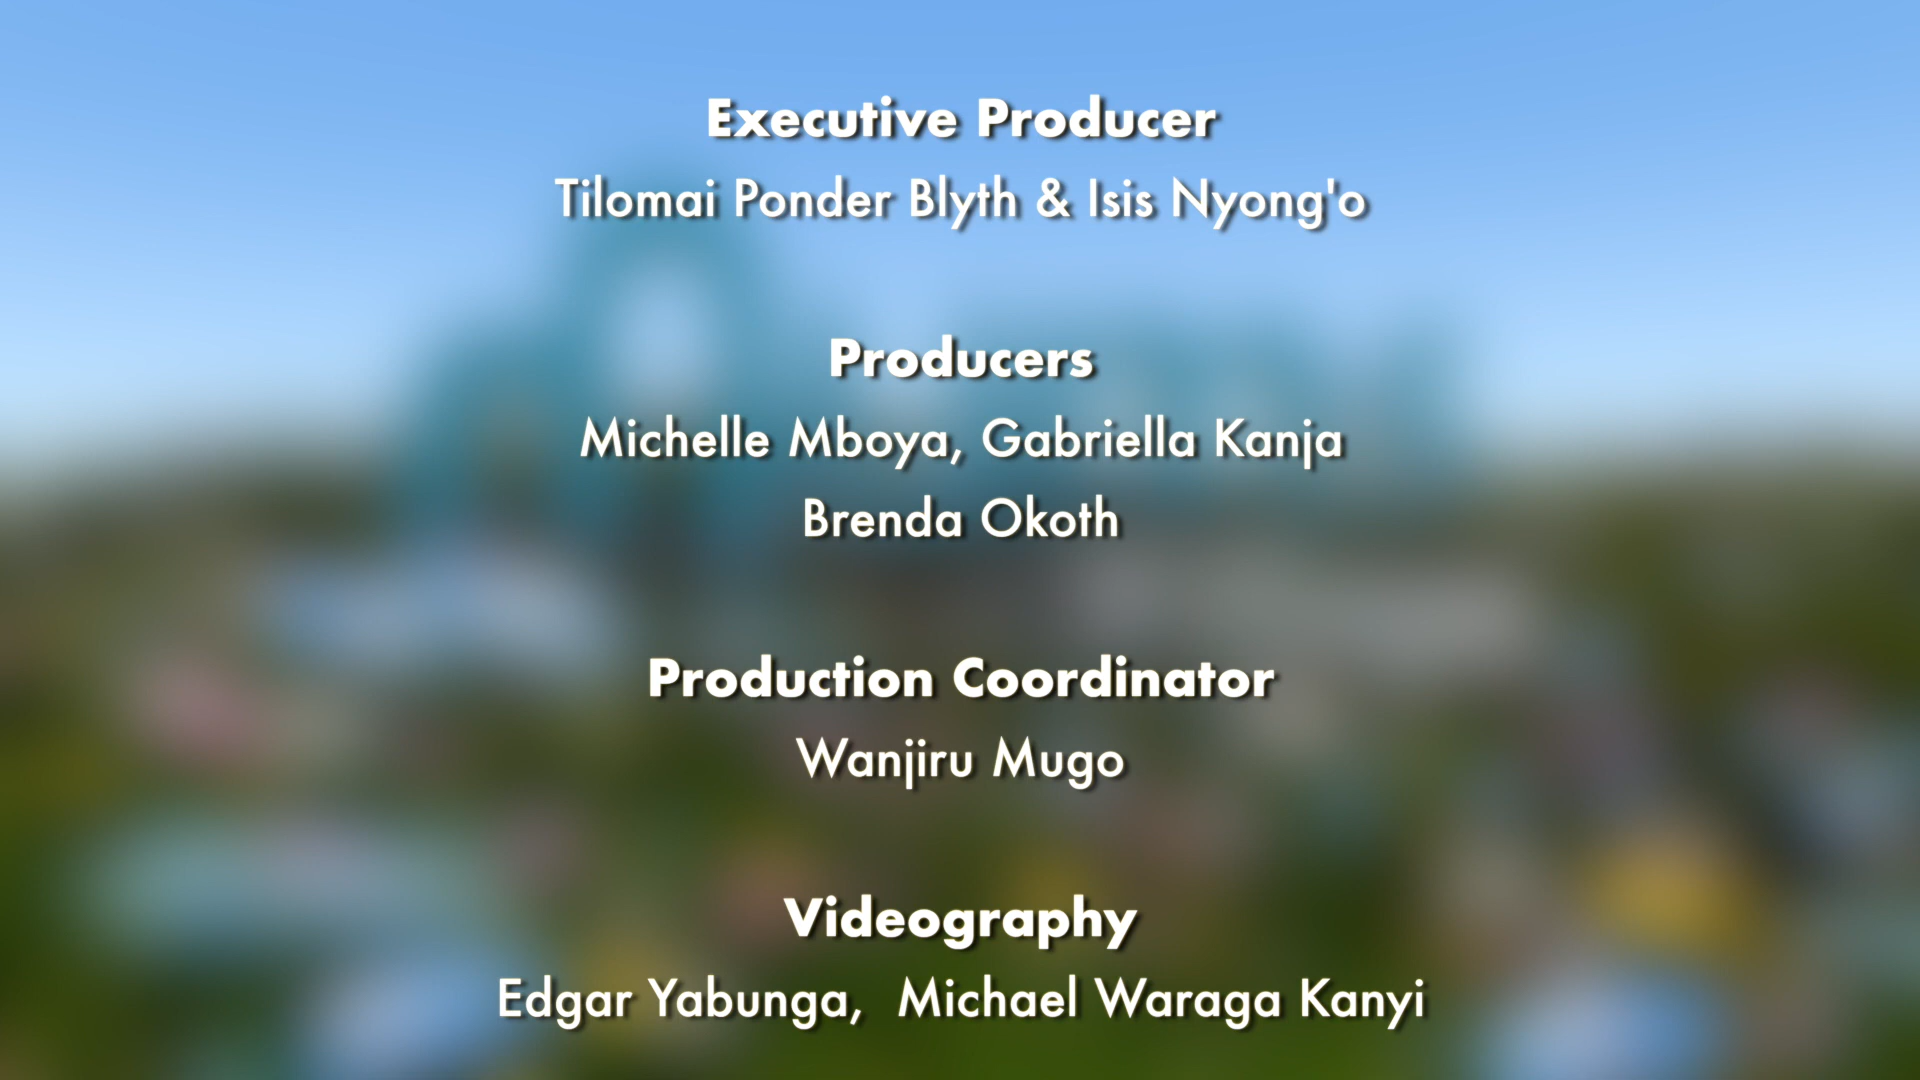 Executive Producer
Tilomai Ponder Blyth & Isis Nyong'o
Producers
Michelle Mboya, Gabriella Kanja
Brenda Okoth
Production Coordinator
Wanjiru Mugo
Videography
Edgar Yabunga,  Michael Waraga Kanyi